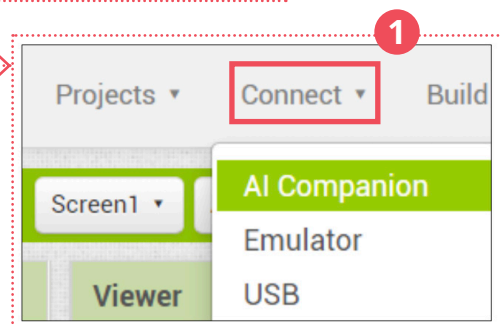 1
Projects ▾ Connect ▾ Build
AI Companion
Screen1 ▾
Emulator
Viewer
USB